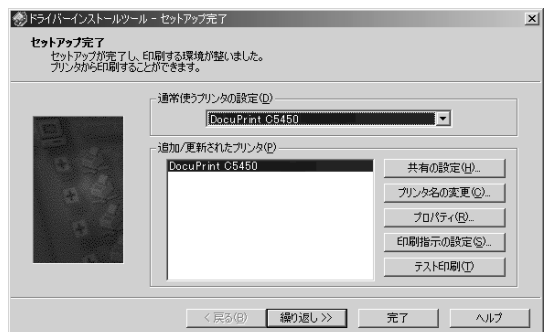 ドライバーインストールツール - セットアップ完了
セットアップ完了
セットアップが完了し、印刷する環境が整いました。
プリンタから印刷することができます。
通常使うプリンタの設定(D)
DocuPrint C5450
追加/更新されたプリンタ(P)
DocuPrint C5450
共有の設定(H)...
プリンタ名の変更(C)...
プロパティ(R)...
印刷指示の設定(S)...
テスト印刷(T)
< 戻る(B)
繰り返し >>
完了
ヘルプ